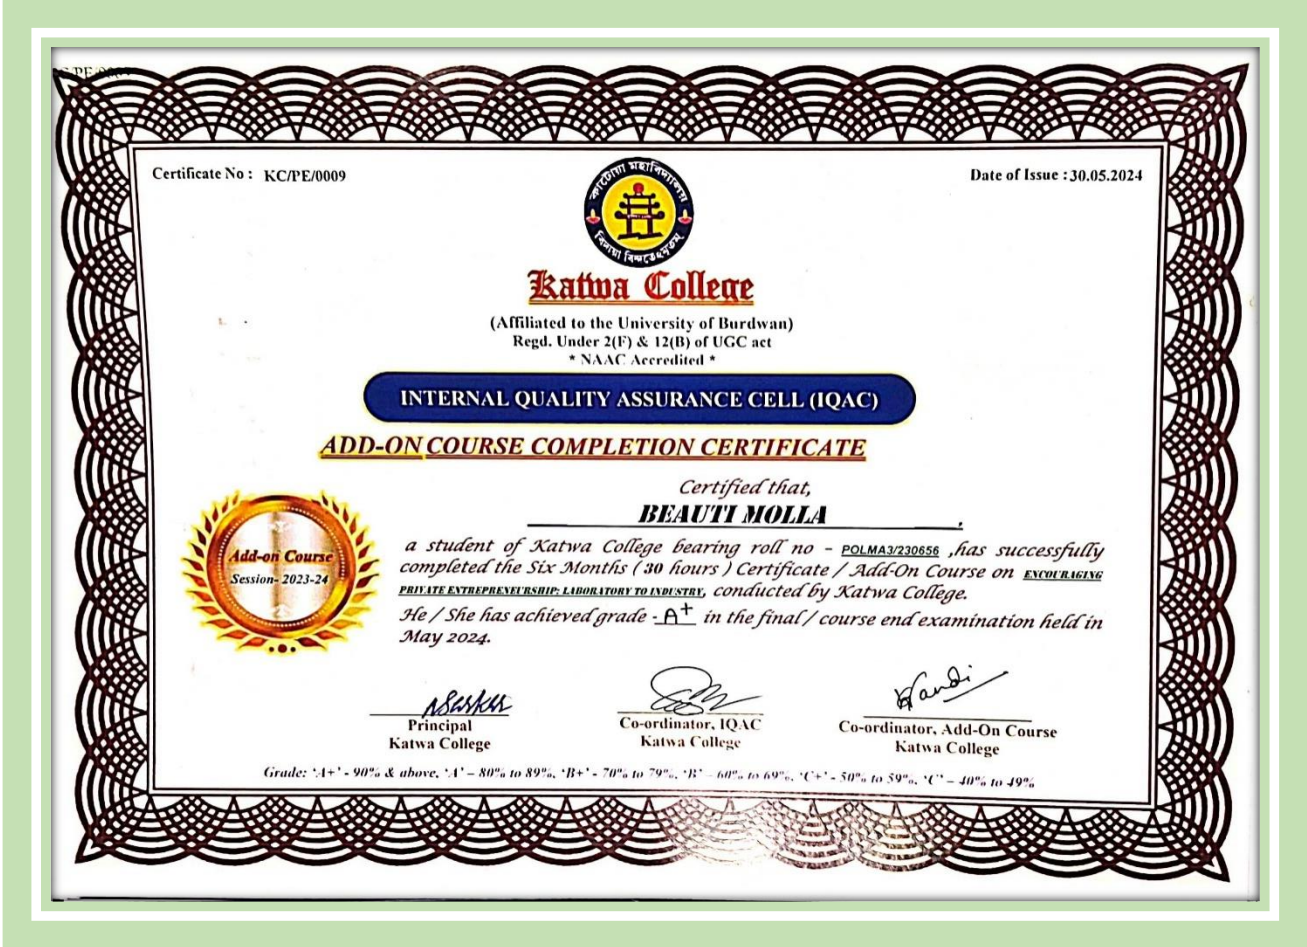 Certificate No : KC/PE/0009
Date of Issue : 30.05.2024
কাটোয়া মহাবিদ্যালয়
Katwa College
(Affiliated to the University of Burdwan)
Regd. Under 2(F) & 12(B) of UGC act
* NAAC Accredited *
INTERNAL QUALITY ASSURANCE CELL (IQAC)
ADD-ON COURSE COMPLETION CERTIFICATE
Certified that,
BEAUTI MOLLA ,
Add-on Course
Session- 2023-24
a student of Katwa College bearing roll no - POLMA3/230656 ,has successfully
completed the Six Months ( 30 hours ) Certificate / Add-On Course on ENCOURAGING
PRIVATE ENTREPRENEURSHIP: LABORATORY TO INDUSTRY, conducted by Katwa College.
He / She has achieved grade - A+ in the final / course end examination held in
May 2024.
Principal
Katwa College
Co-ordinator, IQAC
Katwa College
Co-ordinator, Add-On Course
Katwa College
Grade: 'A+' - 90% & above, 'A' – 80% to 89%, 'B+' - 70% to 79%, 'B' – 60% to 69%, 'C+' - 50% to 59%, 'C' – 40% to 49%